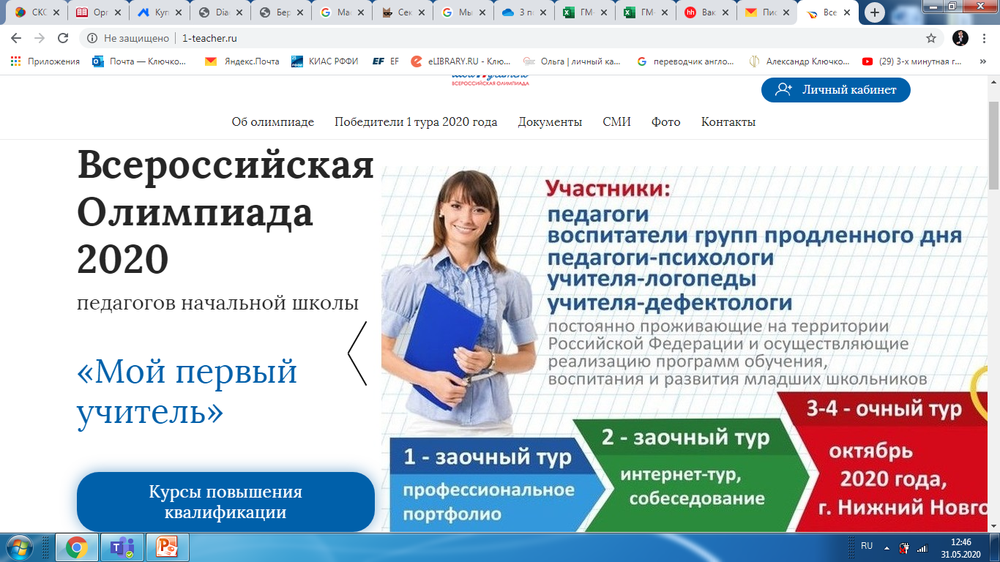 СКС
Орг
Куп
Diac
Бер
Мас
Сек
Мы
З по
ГМ-
ГМ-
Вак
Пис
Все
Не защищено
1-teacher.ru
Приложения
Почта — Ключко...
Яндекс.Почта
КИАС РФФИ
EF EF
eLIBRARY.RU - Клю...
Ольга | личный ка...
переводчик англо...
Александр Ключко...
(29) 3-х минутная г...
»
ВСЕРОССИЙСКАЯ ОЛИМПИАДА
Личный кабинет
Об олимпиаде
Победители 1 тура 2020 года
Документы
СМИ
Фото
Контакты
Всероссийская
Олимпиада
2020
педагогов начальной школы
«Мой первый
учитель»
Курсы повышения
квалификации
Участники:
педагоги
воспитатели групп продленного дня
педагоги-психологи
учителя-логопеды
учителя-дефектологи
постоянно проживающие на территории
Российской Федерации и осуществляющие
реализацию программ обучения,
воспитания и развития младших школьников
1 - заочный тур
профессиональное
портфолио
2 - заочный тур
интернет-тур,
собеседование
3-4 - очный тур
октябрь
2020 года,
г. Нижний Новго
RU
12:46
31.05.2020